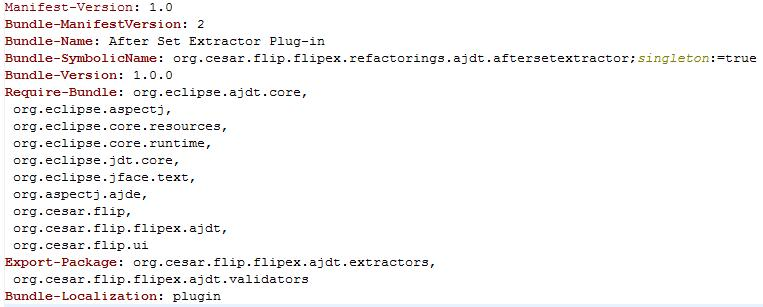 Manifest-Version: 1.0
Bundle-ManifestVersion: 2
Bundle-Name: After Set Extractor Plug-in
Bundle-SymbolicName: org.cesar.flip.flipex.refactorings.ajdt.aftersetextractor;singleton:=true
Bundle-Version: 1.0.0
Require-Bundle: org.eclipse.ajdt.core,
 org.eclipse.aspectj,
 org.eclipse.core.resources,
 org.eclipse.core.runtime,
 org.eclipse.jdt.core,
 org.eclipse.jface.text,
 org.aspectj.ajde,
 org.cesar.flip,
 org.cesar.flip.flipex.ajdt,
 org.cesar.flip.ui
Export-Package: org.cesar.flip.flipex.ajdt.extractors,
 org.cesar.flip.flipex.ajdt.validators
Bundle-Localization: plugin